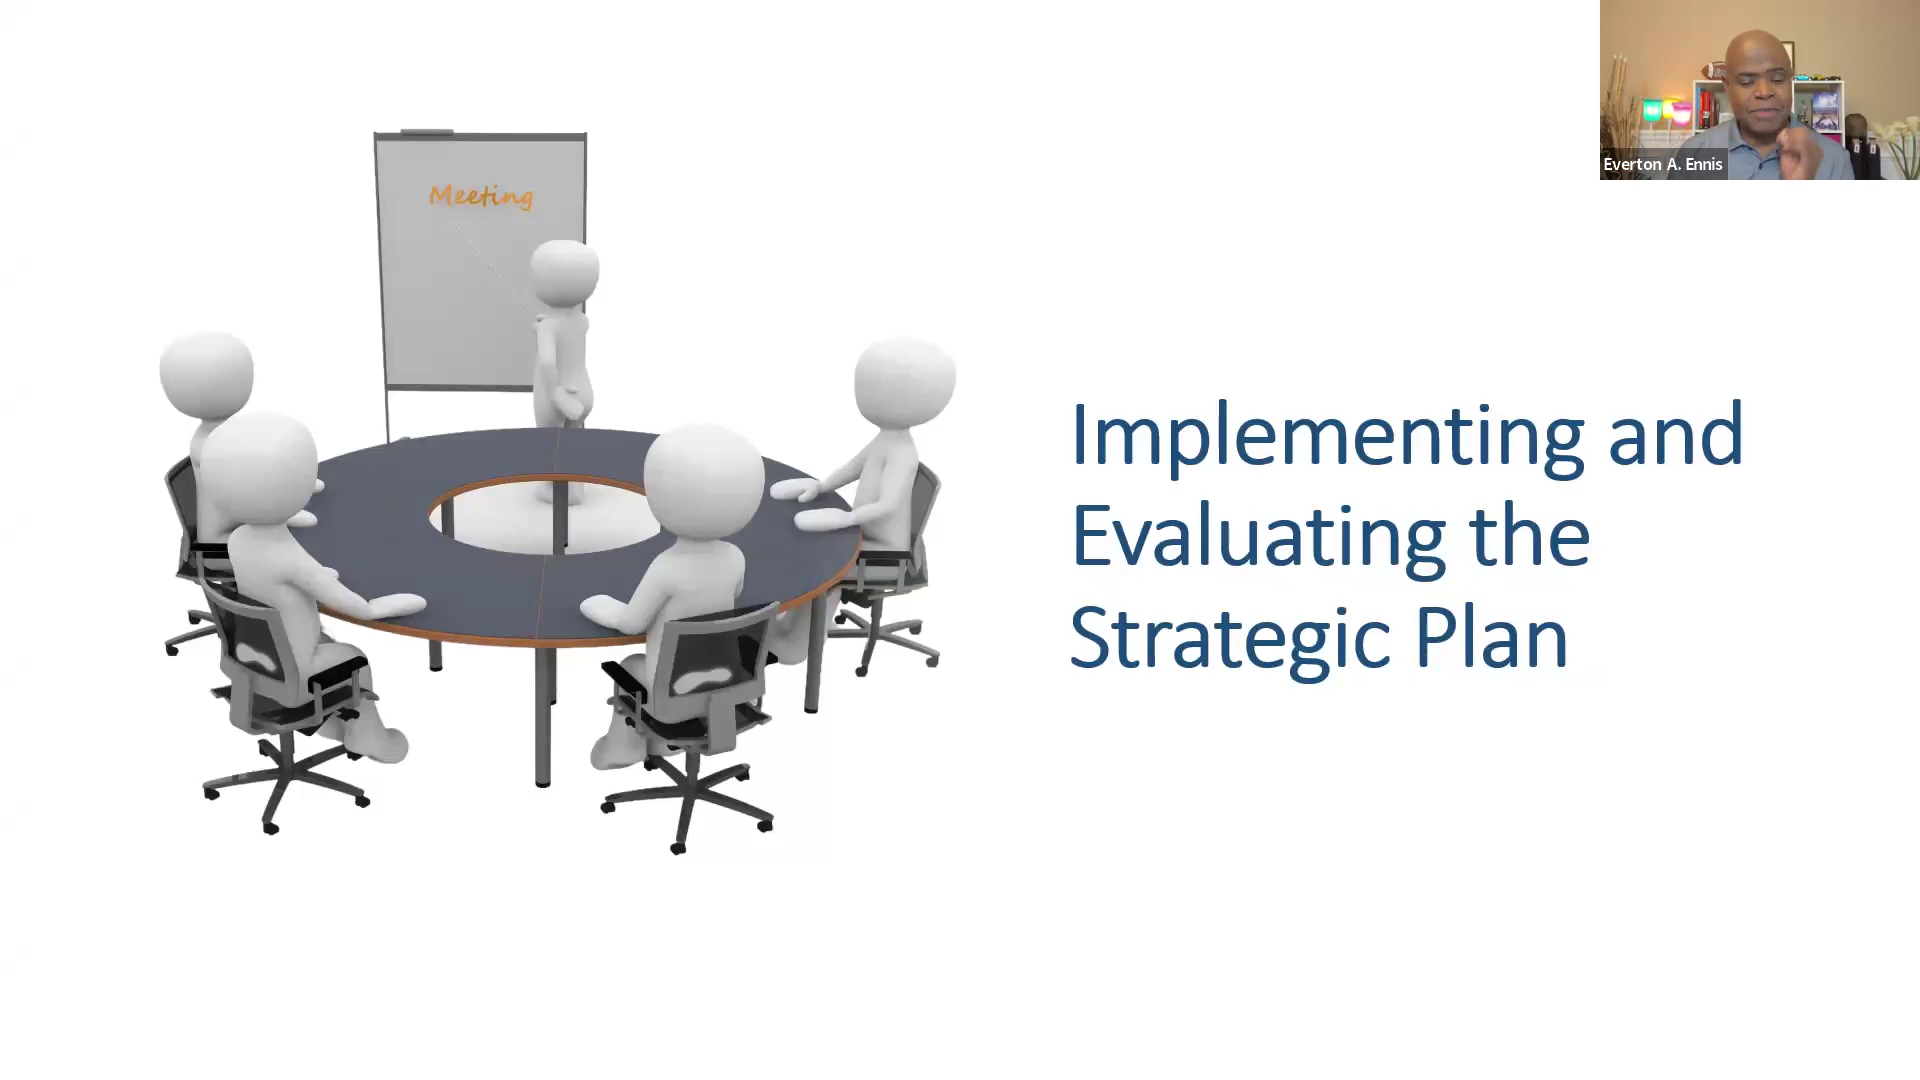 Everton A. Ennis
Meeting
Implementing and
Evaluating the
Strategic Plan